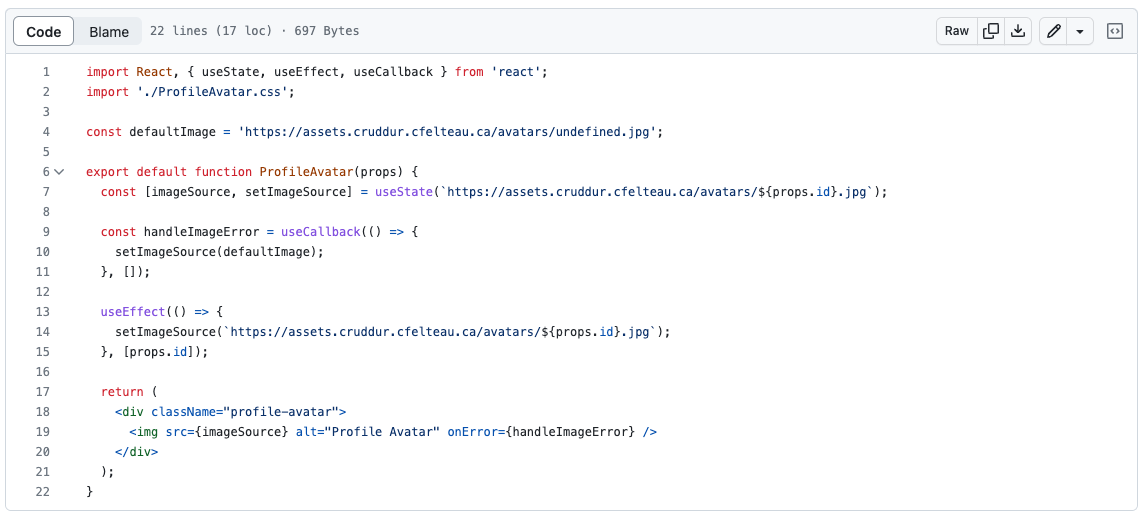 Code Blame 22 lines (17 loc) · 697 Bytes Raw
1 import React, { useState, useEffect, useCallback } from 'react';
2 import './ProfileAvatar.css';
3
4 const defaultImage = 'https://assets.cruddur.cfelteau.ca/avatars/undefined.jpg';
5
6 export default function ProfileAvatar(props) {
7   const [imageSource, setImageSource] = useState(`https://assets.cruddur.cfelteau.ca/avatars/${props.id}.jpg`);
8
9   const handleImageError = useCallback(() => {
10     setImageSource(defaultImage);
11   }, []);
12
13   useEffect(() => {
14     setImageSource(`https://assets.cruddur.cfelteau.ca/avatars/${props.id}.jpg`);
15   }, [props.id]);
16
17   return (
18     <div className="profile-avatar">
19       <img src={imageSource} alt="Profile Avatar" onError={handleImageError} />
20     </div>
21   );
22 }